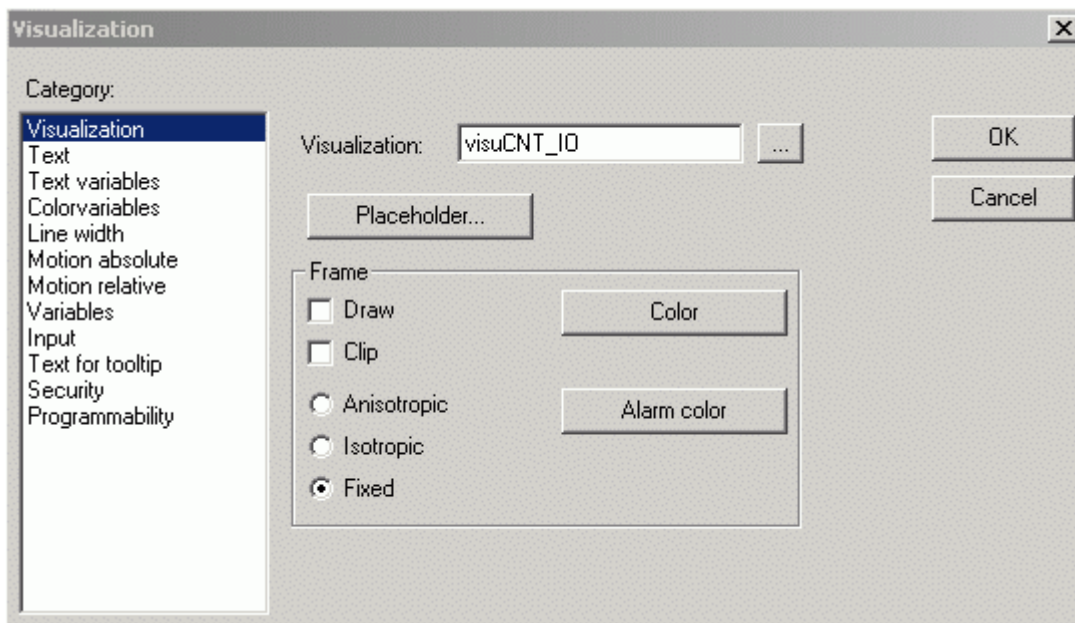 Visualization
Category:
Visualization
Text
Text variables
Colorvariables
Line width
Motion absolute
Motion relative
Variables
Input
Text for tooltip
Security
Programmability
Visualization: visuCNT_IO ...
Placeholder...
Frame
Draw
Clip
Anisotropic
Isotropic
Fixed
Color
Alarm color
OK
Cancel